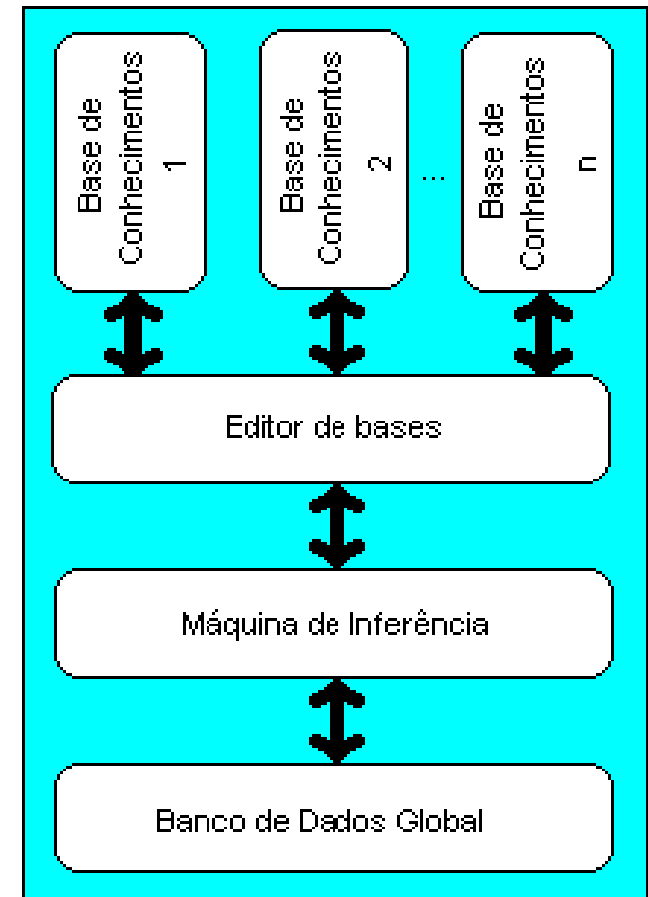 Base de
Conhecimentos
1
Base de
Conhecimentos
2
...
Base de
Conhecimentos
n
Editor de bases
Máquina de Inferência
Banco de Dados Global